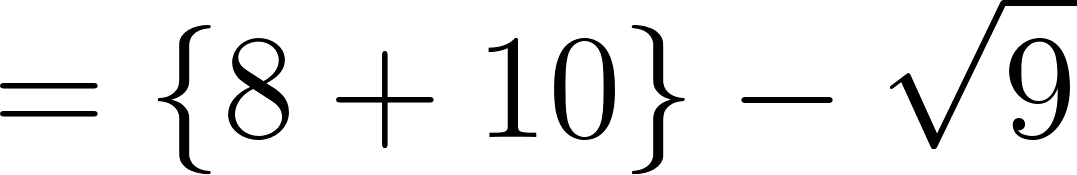 = {8 + 10} − √9